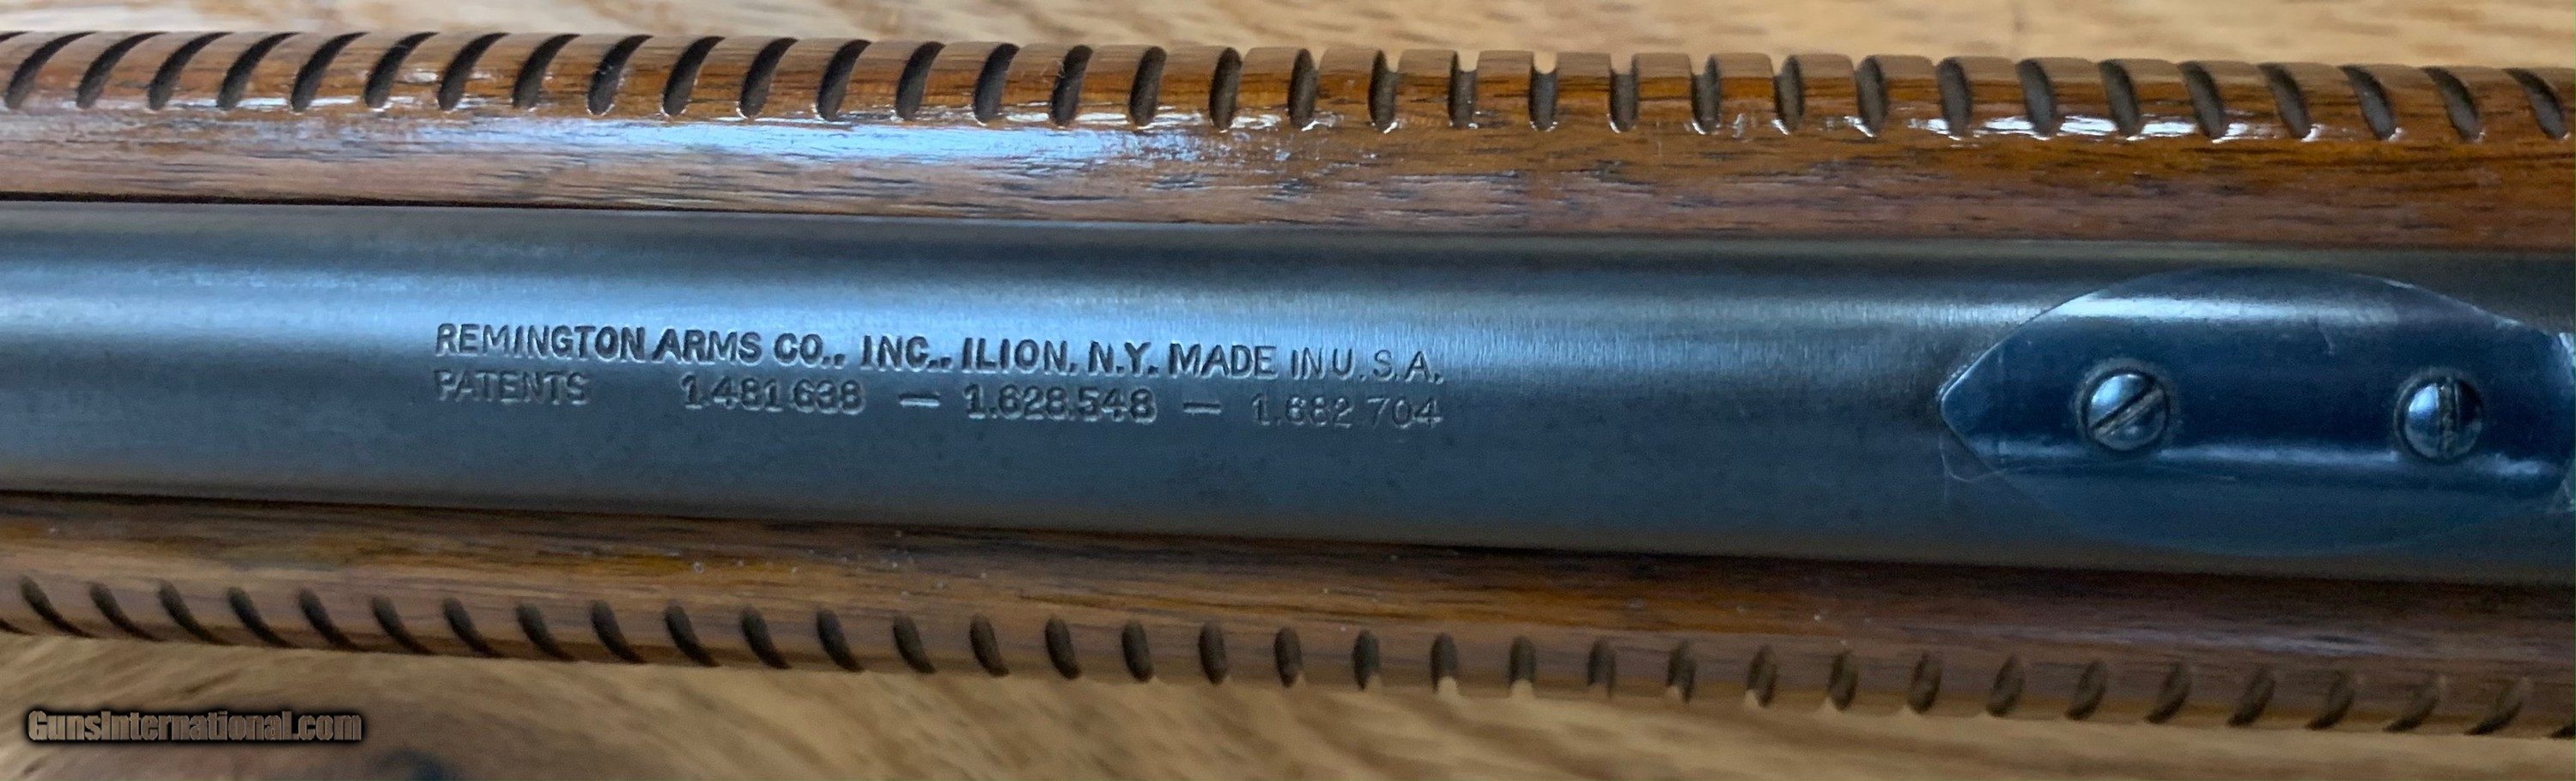 REMINGTON ARMS CO., INC., ILION, N.Y. MADE IN U.S.A.
PATENTS 1.481.638 — 1.628.548 — 1.682.704
GunsInternational.com